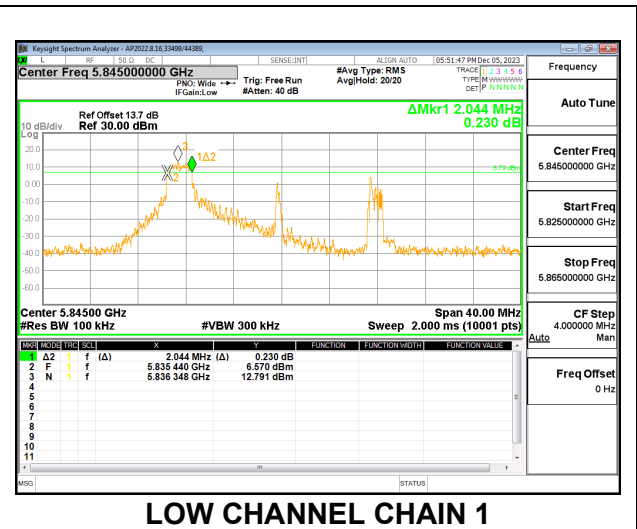 Keysight Spectrum Analyzer - AP2022.8.16,33499/44389,
L RF 50 Ω DC SENSE:INT ALIGN AUTO 05:51:47 PM Dec 05, 2023
Center Freq 5.845000000 GHz
PNO: Wide
IFGain:Low
Trig: Free Run
#Atten: 40 dB
#Avg Type: RMS
Avg|Hold: 20/20
TRACE 1 2 3 4 5 6
TYPE M WWWWW
DET P N N N N N
Frequency
Auto Tune
Center Freq
5.845000000 GHz
Start Freq
5.825000000 GHz
Stop Freq
5.865000000 GHz
CF Step
4.000000 MHz
Auto Man
Freq Offset
0 Hz
Ref Offset 13.7 dB
10 dB/div Ref 30.00 dBm
ΔMkr1 2.044 MHz
0.230 dB
Log
20.0
10.0
0.00
-10.0
-20.0
-30.0
-40.0
-50.0
-60.0
3
1Δ2
2
8.79 dBm
Center 5.84500 GHz Span 40.00 MHz
#Res BW 100 kHz #VBW 300 kHz Sweep 2.000 ms (10001 pts)
MKR MODE TRC SCL X Y FUNCTION FUNCTION WIDTH FUNCTION VALUE
1 Δ2 1 f (Δ) 2.044 MHz (Δ) 0.230 dB
2 F 1 f 5.835 440 GHz 6.570 dBm
3 N 1 f 5.836 348 GHz 12.791 dBm
4
5
6
7
8
9
10
11
MSG STATUS
LOW CHANNEL CHAIN 1